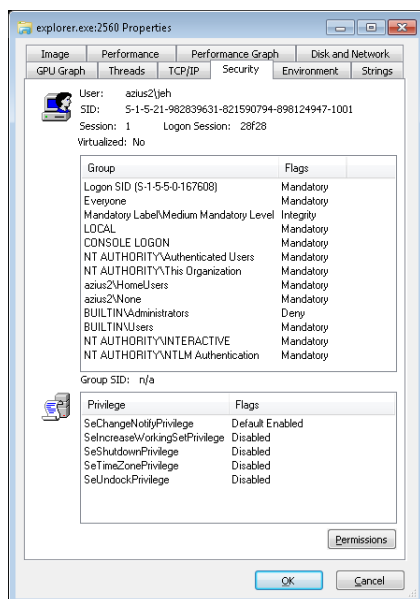 explorer.exe:2560 Properties
Image Performance Performance Graph Disk and Network
GPU Graph Threads TCP/IP Security Environment Strings
User: azius2\jeh
SID: S-1-5-21-982839631-821590794-898124947-1001
Session: 1 Logon Session: 28f28
Virtualized: No
Group Flags
Logon SID (S-1-5-5-0-167608) Mandatory
Everyone Mandatory
Mandatory Label\Medium Mandatory Level Integrity
LOCAL Mandatory
CONSOLE LOGON Mandatory
NT AUTHORITY\Authenticated Users Mandatory
NT AUTHORITY\This Organization Mandatory
azius2\HomeUsers Mandatory
azius2\None Mandatory
BUILTIN\Administrators Deny
BUILTIN\Users Mandatory
NT AUTHORITY\INTERACTIVE Mandatory
NT AUTHORITY\NTLM Authentication Mandatory
Group SID: n/a
Privilege Flags
SeChangeNotifyPrivilege Default Enabled
SeIncreaseWorkingSetPrivilege Disabled
SeShutdownPrivilege Disabled
SeTimeZonePrivilege Disabled
SeUndockPrivilege Disabled
Permissions
OK Cancel